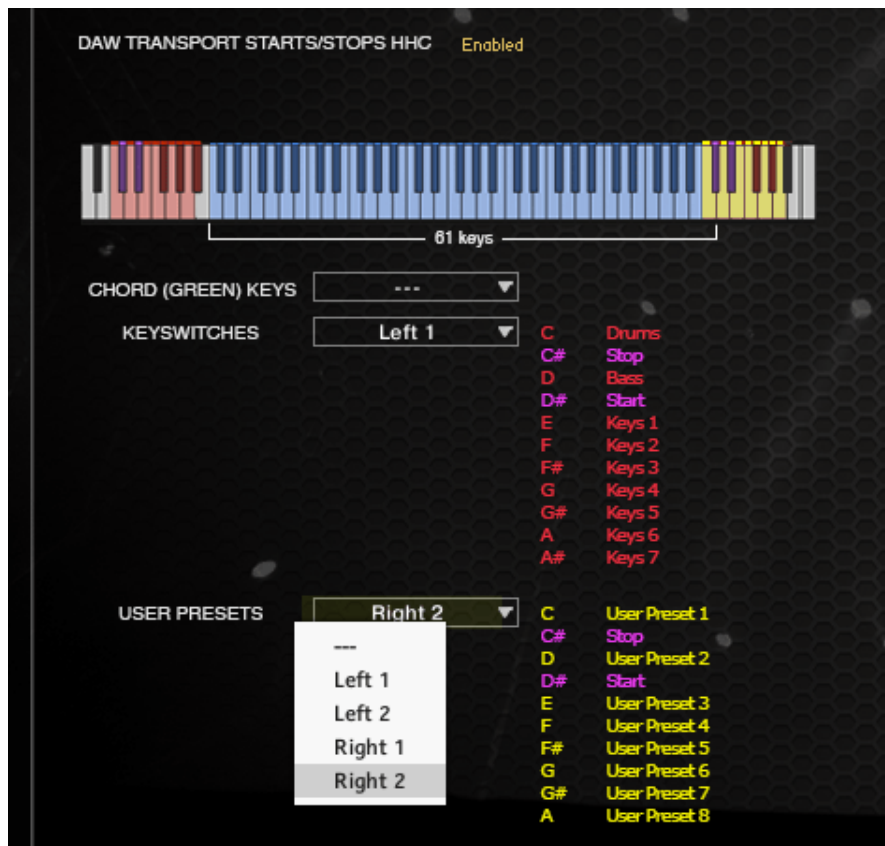 DAW TRANSPORT STARTS/STOPS HHC Enabled
61 keys
CHORD (GREEN) KEYS ---
KEYSWITCHES Left 1
C Drums
C# Stop
D Bass
D# Start
E Keys 1
F Keys 2
F# Keys 3
G Keys 4
G# Keys 5
A Keys 6
A# Keys 7
USER PRESETS Right 2
---
Left 1
Left 2
Right 1
Right 2
C User Preset 1
C# Stop
D User Preset 2
D# Start
E User Preset 3
F User Preset 4
F# User Preset 5
G User Preset 6
G# User Preset 7
A User Preset 8